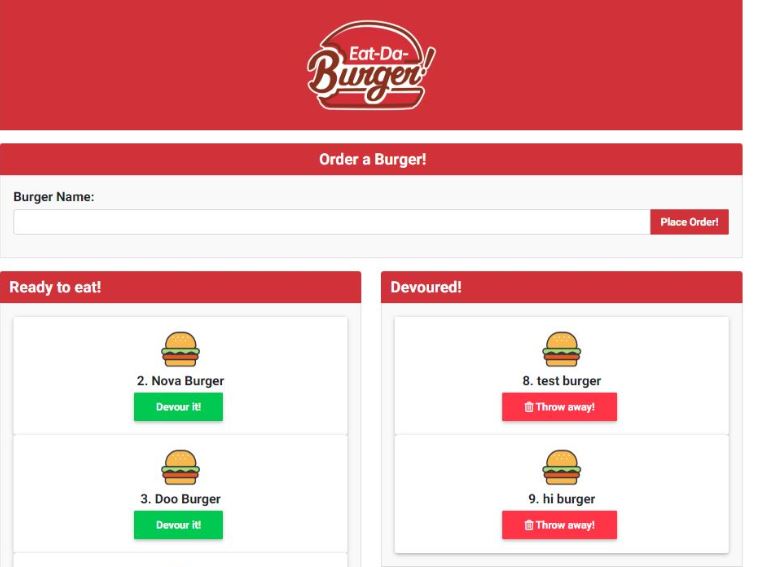 Eat-Da-
Burger!
Order a Burger!
Burger Name:
Place Order!
Ready to eat!
2. Nova Burger
Devour it!
3. Doo Burger
Devour it!
Devoured!
8. test burger
Throw away!
9. hi burger
Throw away!